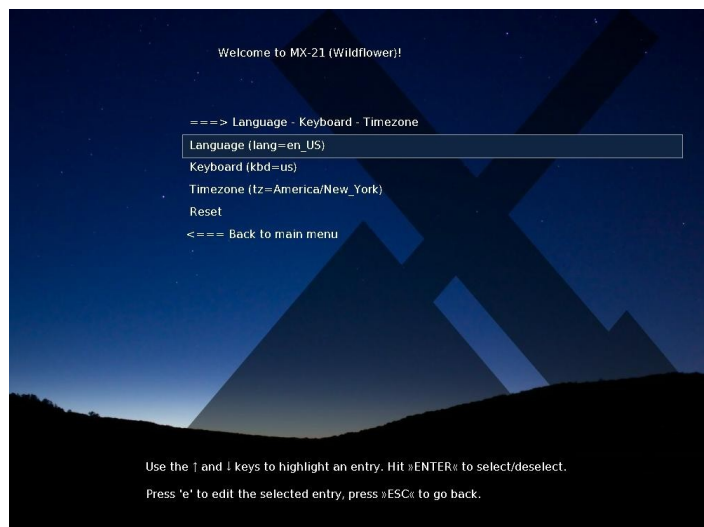 Welcome to MX-21 (Wildflower)!
===> Language - Keyboard - Timezone
Language (lang=en_US)
Keyboard (kbd=us)
Timezone (tz=America/New_York)
Reset
<=== Back to main menu
Use the ↑ and ↓ keys to highlight an entry. Hit »ENTER« to select/deselect.
Press 'e' to edit the selected entry, press »ESC« to go back.